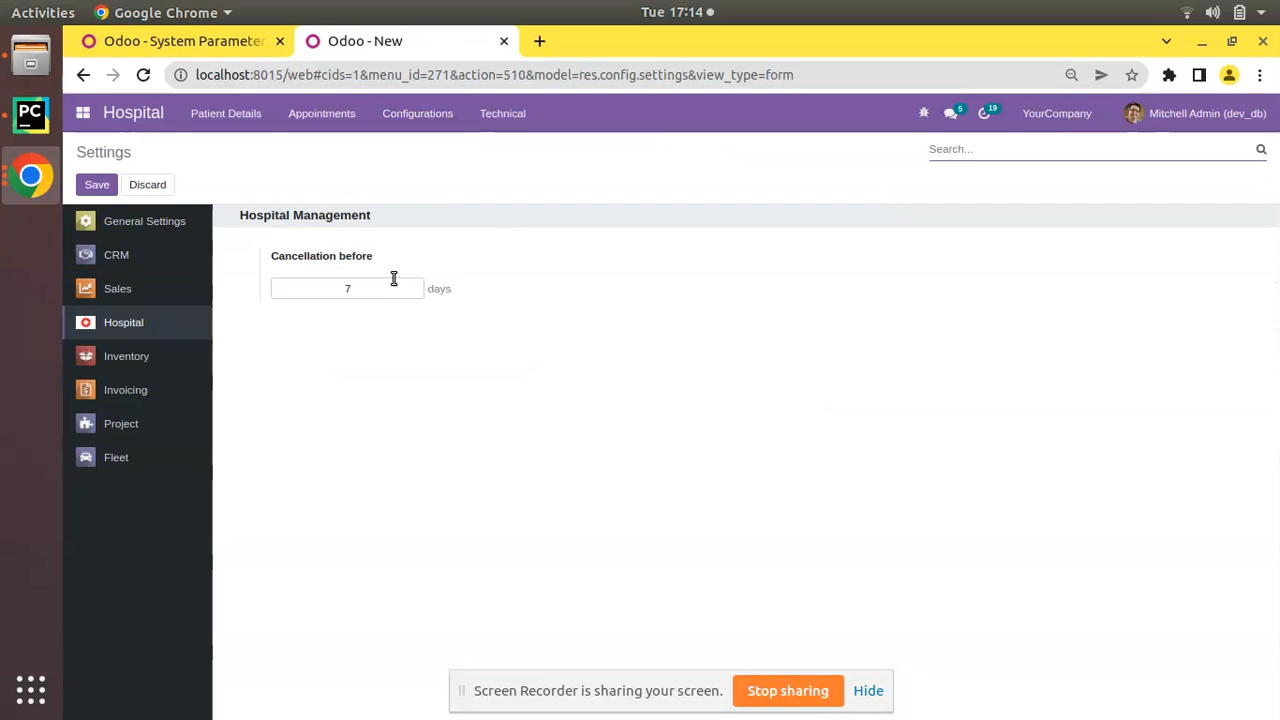 Activities
Google Chrome
Tue 17:14
Odoo - System Parameter
Odoo - New
localhost:8015/web#cids=1&menu_id=271&action=510&model=res.config.settings&view_type=form
Hospital
Patient Details
Appointments
Configurations
Technical
5
19
YourCompany
Mitchell Admin (dev_db)
Settings
Search...
Save
Discard
General Settings
CRM
Sales
Hospital
Inventory
Invoicing
Project
Fleet
Hospital Management
Cancellation before
7 days
PC
Screen Recorder is sharing your screen.
Stop sharing
Hide